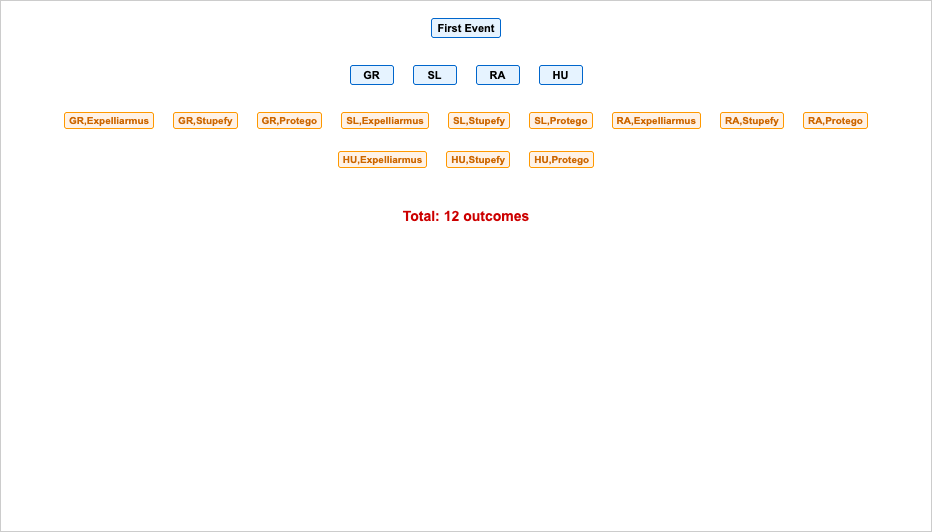 First Event
GR SL RA HU
GR,Expelliarmus GR,Stupefy GR,Protego SL,Expelliarmus SL,Stupefy SL,Protego RA,Expelliarmus RA,Stupefy RA,Protego
HU,Expelliarmus HU,Stupefy HU,Protego
Total: 12 outcomes